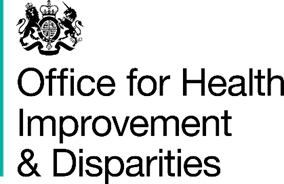 Office for Health
Improvement
& Disparities